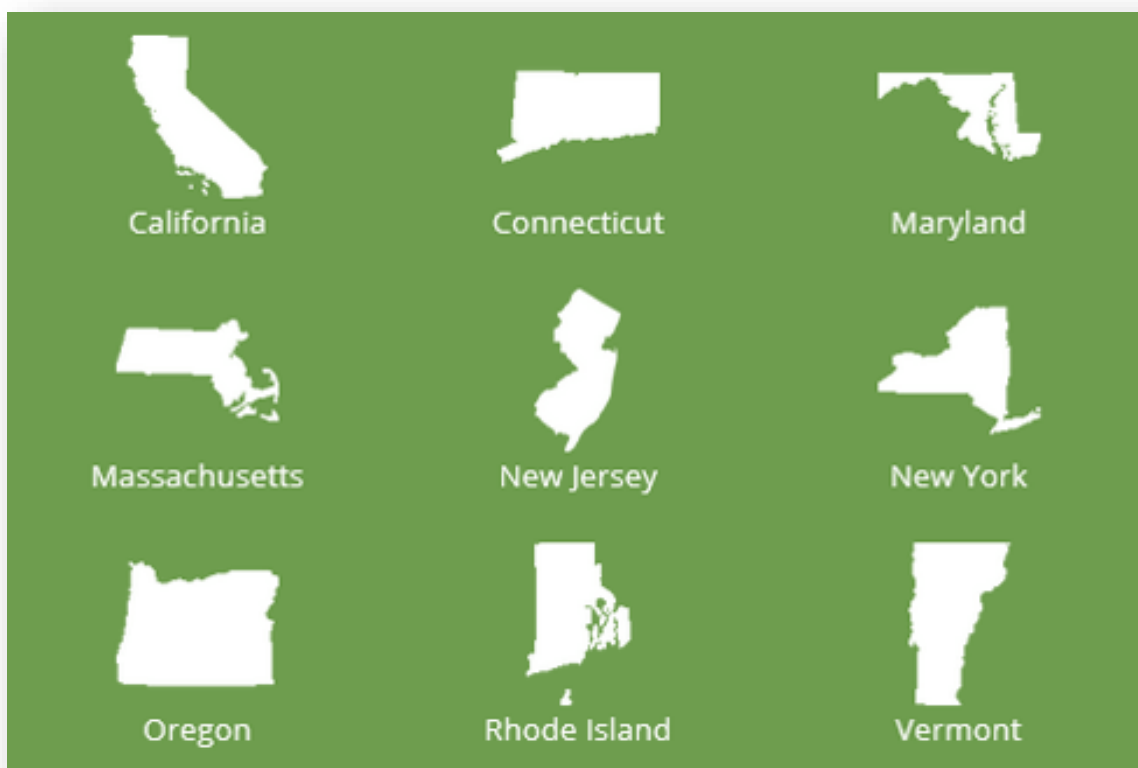 California
Connecticut
Maryland
Massachusetts
New Jersey
New York
Oregon
Rhode Island
Vermont